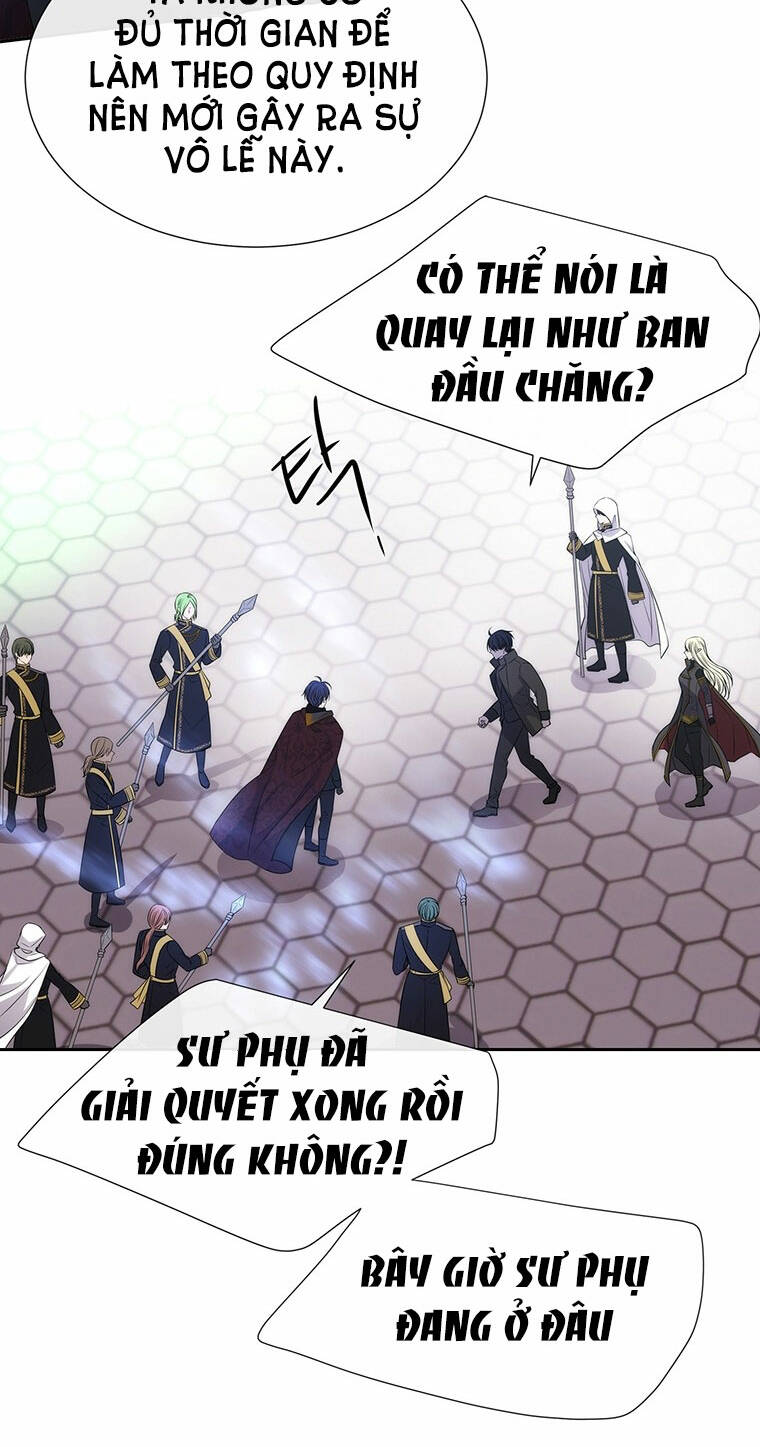 ĐỦ THỜI GIAN ĐỂ
LÀM THEO QUY ĐỊNH
NÊN MỚI GÂY RA SỰ
VÔ LỄ NÀY.
CÓ THỂ NÓI LÀ
QUAY LẠI NHƯ BAN
ĐẦU CHĂNG?
SƯ PHỤ ĐÃ
GIẢI QUYẾT XONG RỒI
ĐÚNG KHÔNG?!
BÂY GIỜ SƯ PHỤ
ĐANG Ở ĐÂU